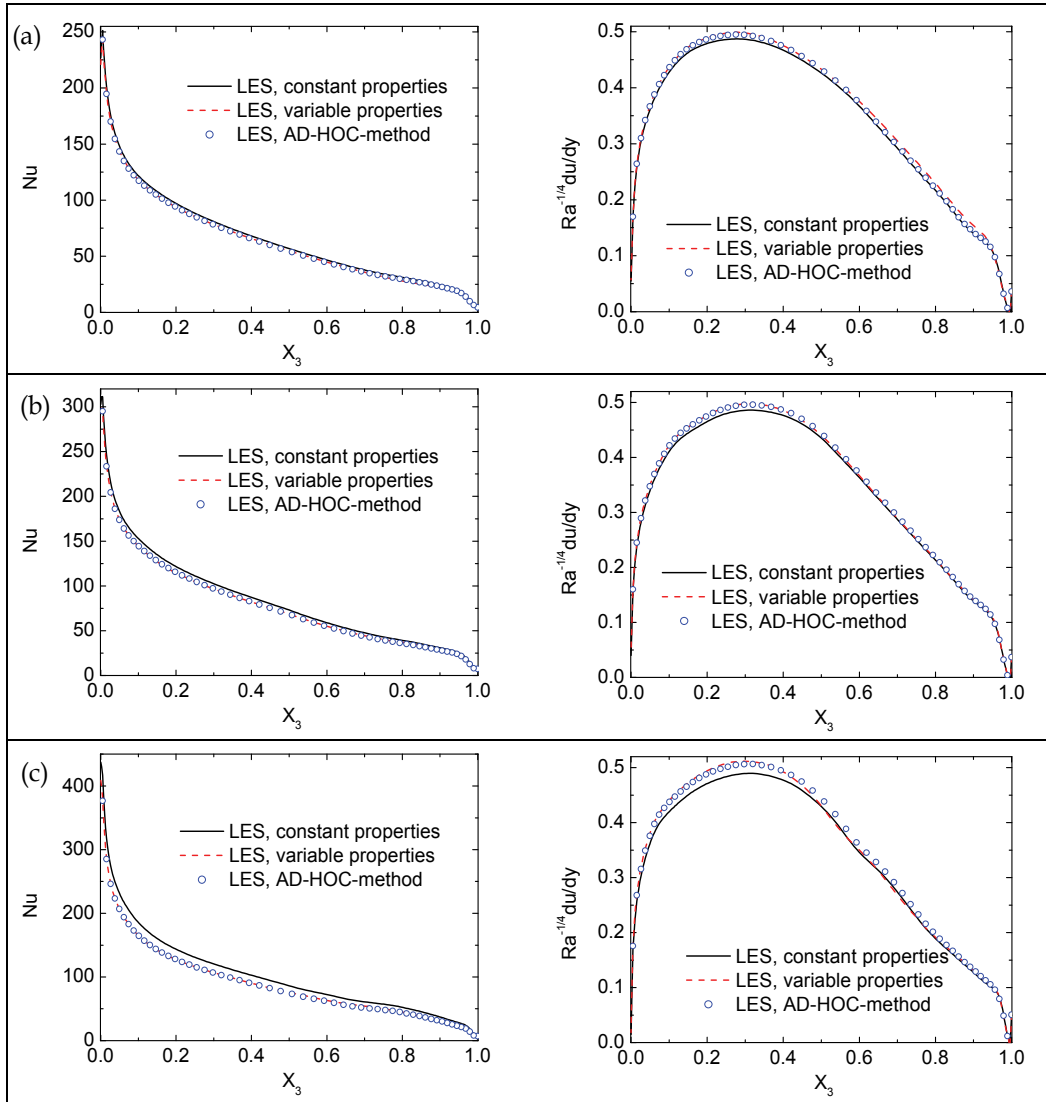 (a)
250
200
150
100
50
0
Nu
LES, constant properties
LES, variable properties
LES, AD-HOC-method
0.0 0.2 0.4 0.6 0.8 1.0
X3
0.5
0.4
0.3
0.2
0.1
0.0
Ra-1/4du/dy
LES, constant properties
LES, variable properties
LES, AD-HOC-method
0.0 0.2 0.4 0.6 0.8 1.0
X3
(b)
300
250
200
150
100
50
0
Nu
LES, constant properties
LES, variable properties
LES, AD-HOC-method
0.0 0.2 0.4 0.6 0.8 1.0
X3
0.5
0.4
0.3
0.2
0.1
0.0
Ra-1/4du/dy
LES, constant properties
LES, variable properties
LES, AD-HOC-method
0.0 0.2 0.4 0.6 0.8 1.0
X3
(c)
400
300
200
100
0
Nu
LES, constant properties
LES, variable properties
LES, AD-HOC-method
0.0 0.2 0.4 0.6 0.8 1.0
X3
0.5
0.4
0.3
0.2
0.1
0.0
Ra-1/4du/dy
LES, constant properties
LES, variable properties
LES, AD-HOC-method
0.0 0.2 0.4 0.6 0.8 1.0
X3